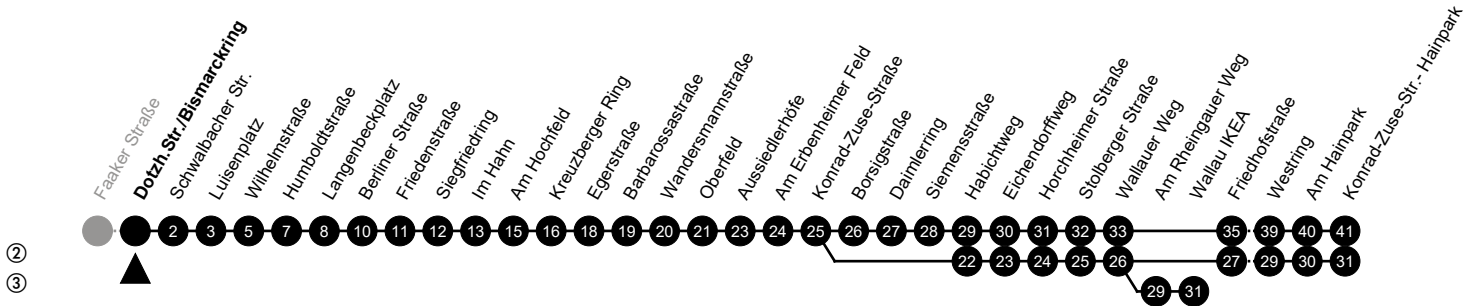 Faaker Straße
Dotzh.Str./Bismarckring
Schwalbacher Str.
Luisenplatz
Wilhelmstraße
Humboldtstraße
Langenbeckplatz
Berliner Straße
Friedenstraße
Siegfriedring
Im Hahn
Am Hochfeld
Kreuzberger Ring
Egerstraße
Barbarossastraße
Wandersmannstraße
Oberfeld
Aussiedlerhöfe
Am Erbenheimer Feld
Konrad-Zuse-Straße
Borsigstraße
Daimlerring
Siemensstraße
Habichtweg
Eichendorffweg
Horchheimer Straße
Stolberger Straße
Wallauer Weg
Am Rheingauer Weg
Wallau IKEA
Friedhofstraße
Westring
Am Hainpark
Konrad-Zuse-Str.- Hainpark
2 3 5 7 8 10 11 12 13 15 16 18 19 20 21 23 24 25 26 27 28 29 30 31 32 33 35 39 40 41
② 22 23 24 25 26 27 29 30 31
③ 29 31